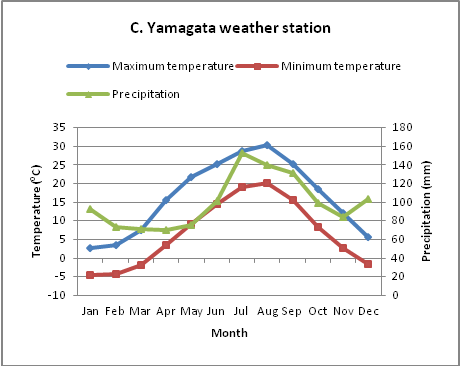 C. Yamagata weather station
Maximum temperature Minimum temperature
Precipitation
35 180
30 160
25 140
20 120
15 100
10 80
5 60
0 40
-5 20
-10 0
Temperature (⁰C)
Precipitation (mm)
Jan Feb Mar Apr May Jun Jul Aug Sep Oct Nov Dec
Month